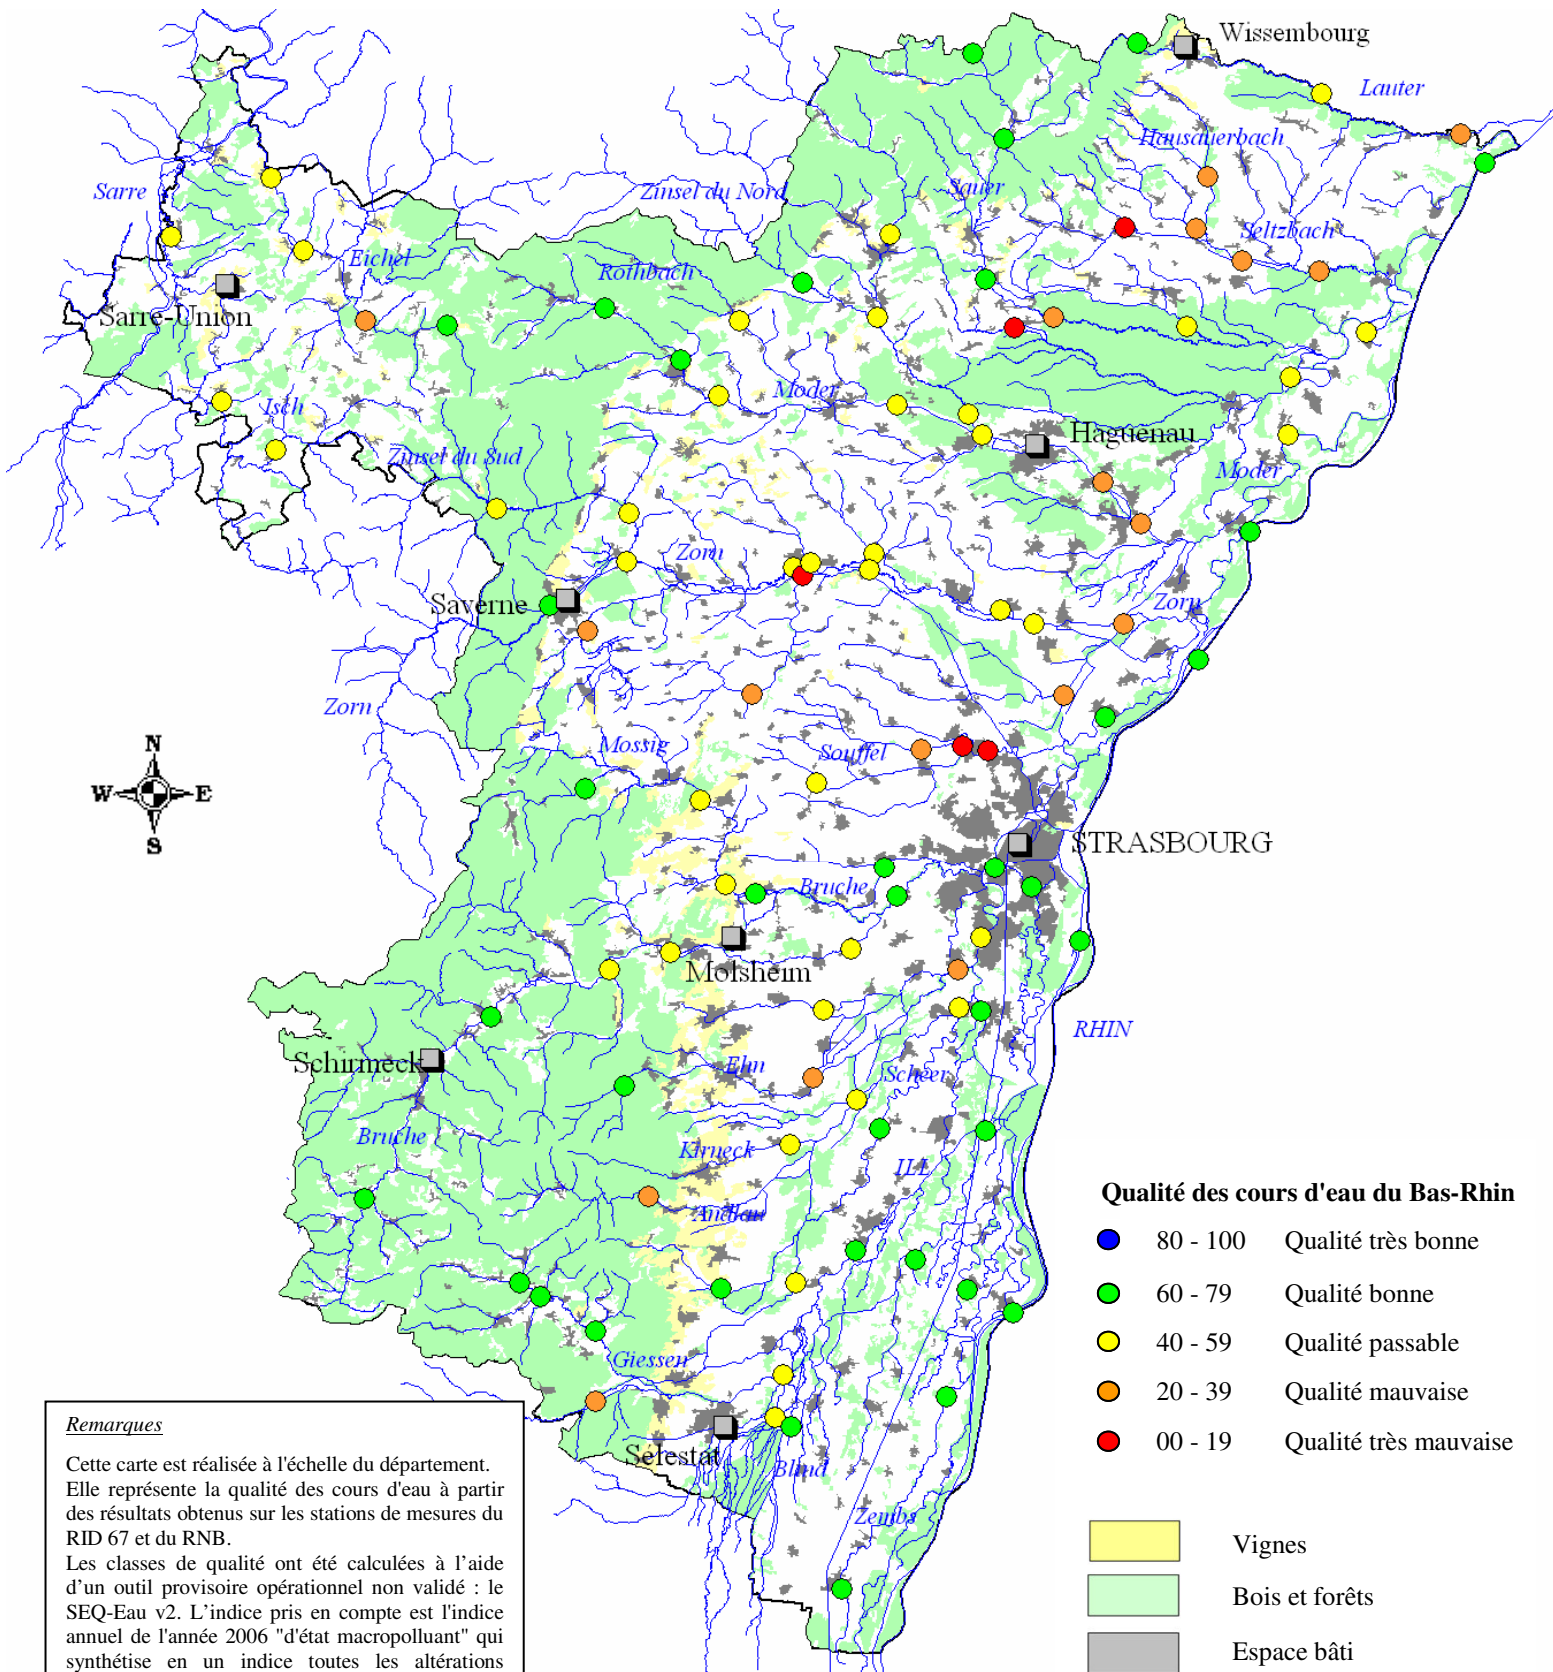 Wissembourg
Lauter
Hausauerbach
Sarre
Zinsel du Nord
Sauer
Seltzbach
Eichel
Rothbach
Sarre-Union
Moder
Isch
Haguenau
Zinsel du Sud
Moder
Zorn
Saverne
Zorn
Zorn
N
W E
S
Mossig
Souffel
STRASBOURG
Bruche
Molsheim
RHIN
Schirmeck
Ehn
Scheer
Bruche
Kirneck
ILL
Andlau
Giessen
Sélestat
Blind
Zembs
Qualité des cours d'eau du Bas-Rhin
80 - 100 Qualité très bonne
60 - 79 Qualité bonne
40 - 59 Qualité passable
20 - 39 Qualité mauvaise
00 - 19 Qualité très mauvaise
Vignes
Bois et forêts
Espace bâti
Remarques
Cette carte est réalisée à l'échelle du département.
Elle représente la qualité des cours d'eau à partir
des résultats obtenus sur les stations de mesures du
RID 67 et du RNB.
Les classes de qualité ont été calculées à l’aide
d’un outil provisoire opérationnel non validé : le
SEQ-Eau v2. L’indice pris en compte est l'indice
annuel de l'année 2006 "d'état macropolluant" qui
synthétise en un indice toutes les altérations